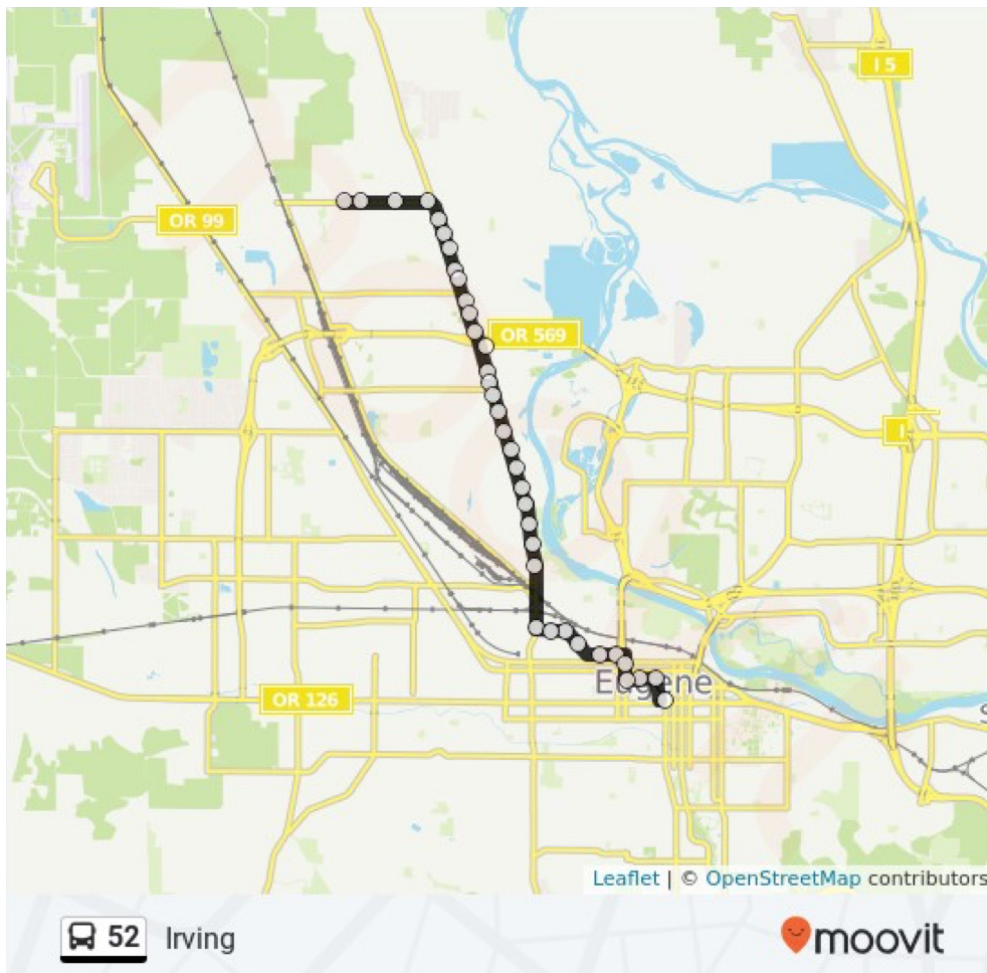 I 5
OR 99
OR 569
I
Eugene
OR 126
S
Leaflet | © OpenStreetMap contributors
52 Irving
moovit